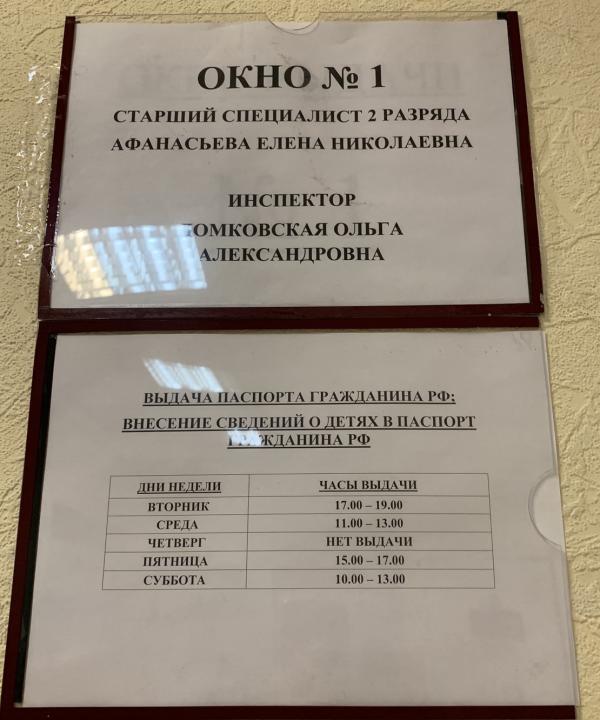 ОКНО № 1
СТАРШИЙ СПЕЦИАЛИСТ 2 РАЗРЯДА
АФАНАСЬЕВА ЕЛЕНА НИКОЛАЕВНА
ИНСПЕКТОР
ОЛЬГА
АЛЕКСАНДРОВНА
ВЫДАЧА ПАСПОРТА ГРАЖДАНИНА РФ;
ВНЕСЕНИЕ СВЕДЕНИЙ О ДЕТЯХ В ПАСПОРТ
ГРАЖДАНИНА РФ
ДНИ НЕДЕЛИ ЧАСЫ ВЫДАЧИ
ВТОРНИК 17.00 – 19.00
СРЕДА 11.00 – 13.00
ЧЕТВЕРГ НЕТ ВЫДАЧИ
ПЯТНИЦА 15.00 – 17.00
СУББОТА 10.00 – 13.00